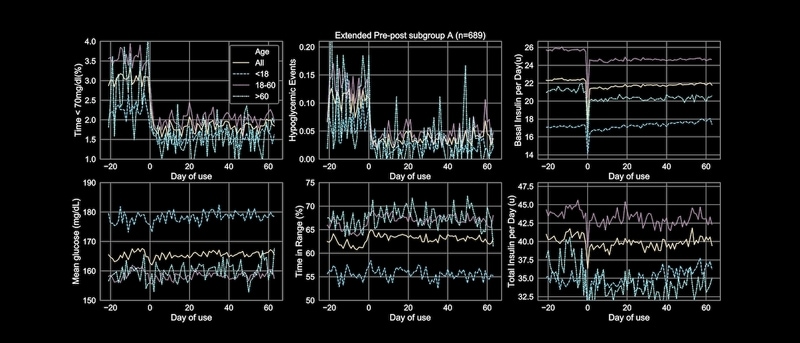 Extended Pre-post subgroup A (n=689)
Time < 70mg/dl(%)
4.0
3.5
3.0
2.5
2.0
1.5
1.0
Age
All
<18
18-60
>60
-20 0 20 40 60
Day of use
Hypoglycemic Events
0.20
0.15
0.10
0.05
0.00
-20 0 20 40 60
Day of use
Basal Insulin per Day(u)
26
24
22
20
18
16
14
-20 0 20 40 60
Day of use
Mean glucose (mg/dL)
190
180
170
160
150
-20 0 20 40 60
Day of use
Time in Range (%)
75
70
65
60
55
50
-20 0 20 40 60
Day of use
Total Insulin per Day (u)
47.5
45.0
42.5
40.0
37.5
35.0
32.5
-20 0 20 40 60
Day of use